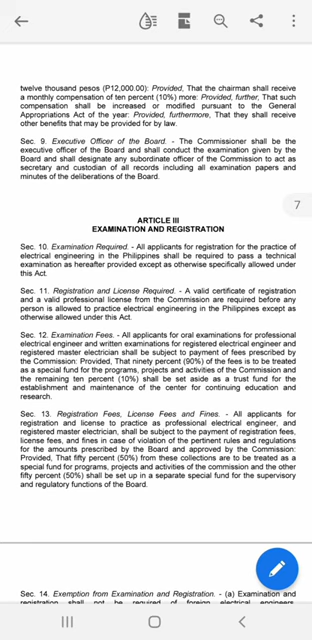 twelve thousand pesos (P12,000.00): Provided, That the chairman shall receive
a monthly compensation of ten percent (10%) more: Provided, further, That such
compensation shall be increased or modified pursuant to the General
Appropriations Act of the year: Provided, furthermore, That they shall receive
other benefits that may be provided for by law.
Sec. 9. Executive Officer of the Board. - The Commissioner shall be the
executive officer of the Board and shall conduct the examination given by the
Board and shall designate any subordinate officer of the Commission to act as
secretary and custodian of all records including all examination papers and
minutes of the deliberations of the Board.
7
ARTICLE III
EXAMINATION AND REGISTRATION
Sec. 10. Examination Required. - All applicants for registration for the practice of
electrical engineering in the Philippines shall be required to pass a technical
examination as hereafter provided except as otherwise specifically allowed under
this Act.
Sec. 11. Registration and License Required. - A valid certificate of registration
and a valid professional license from the Commission are required before any
person is allowed to practice electrical engineering in the Philippines except as
otherwise allowed under this Act.
Sec. 12. Examination Fees. - All applicants for oral examinations for professional
electrical engineer and written examinations for registered electrical engineer and
registered master electrician shall be subject to payment of fees prescribed by
the Commission: Provided, That ninety percent (90%) of the fees is to be treated
as a special fund for the programs, projects and activities of the Commission and
the remaining ten percent (10%) shall be set aside as a trust fund for the
establishment and maintenance of the center for continuing education and
research.
Sec. 13. Registration Fees, License Fees and Fines. - All applicants for
registration and license to practice as professional electrical engineer, and
registered master electrician, shall be subject to the payment of registration fees,
license fees, and fines in case of violation of the pertinent rules and regulations
for the amounts prescribed by the Board and approved by the Commission:
Provided, That fifty percent (50%) from these collections are to be treated as a
special fund for programs, projects and activities of the commission and the other
fifty percent (50%) shall be set up in a separate special fund for the supervisory
and regulatory functions of the Board.
Sec. 14. Exemption from Examination and Registration. - (a) Examination and
registration shall not be required of foreign electrical engineers,